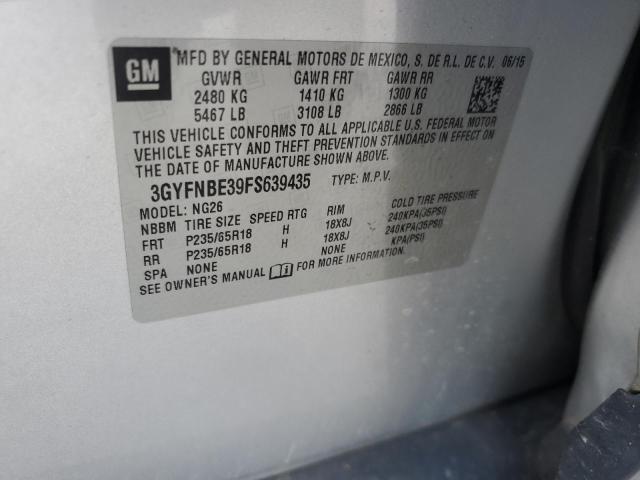 GM
*MFD BY GENERAL MOTORS DE MEXICO, S. DE R.L. DE C.V. 06/15
GVWR GAWR FRT GAWR RR
2480 KG 1410 KG 1300 KG
5467 LB 3108 LB 2866 LB
THIS VEHICLE CONFORMS TO ALL APPLICABLE U.S. FEDERAL MOTOR
VEHICLE SAFETY AND THEFT PREVENTION STANDARDS IN EFFECT ON
THE DATE OF MANUFACTURE SHOWN ABOVE.
3GYFNBE39FS639435 TYPE: M.P.V.
MODEL: NG26
NBBM TIRE SIZE SPEED RTG RIM COLD TIRE PRESSURE
FRT P235/65R18 H 18X8J 240KPA(35PSI)
RR P235/65R18 H 18X8J 240KPA(35PSI)
SPA NONE NONE KPA(PSI)
SEE OWNER'S MANUAL FOR MORE INFORMATION.